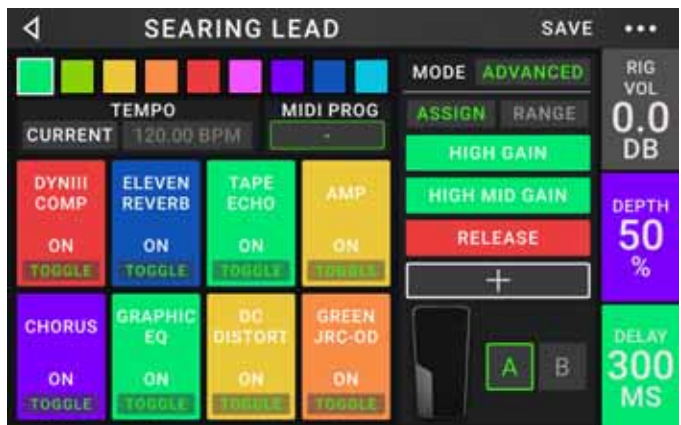 SEARING LEAD
SAVE
TEMPO
MIDI PROG
CURRENT
120.00 BPM
-
DYNIII
COMP
ON
TOGGLE
ELEVEN
REVERB
ON
TOGGLE
TAPE
ECHO
ON
TOGGLE
AMP
ON
TOGGLE
CHORUS
ON
TOGGLE
GRAPHIC
EQ
ON
TOGGLE
DC
DISTORT
ON
TOGGLE
GREEN
JRC-OD
ON
TOGGLE
MODE ADVANCED
ASSIGN RANGE
HIGH GAIN
HIGH MID GAIN
RELEASE
+
A B
RIG
VOL
0.0
DB
DEPTH
50
%
DELAY
300
MS